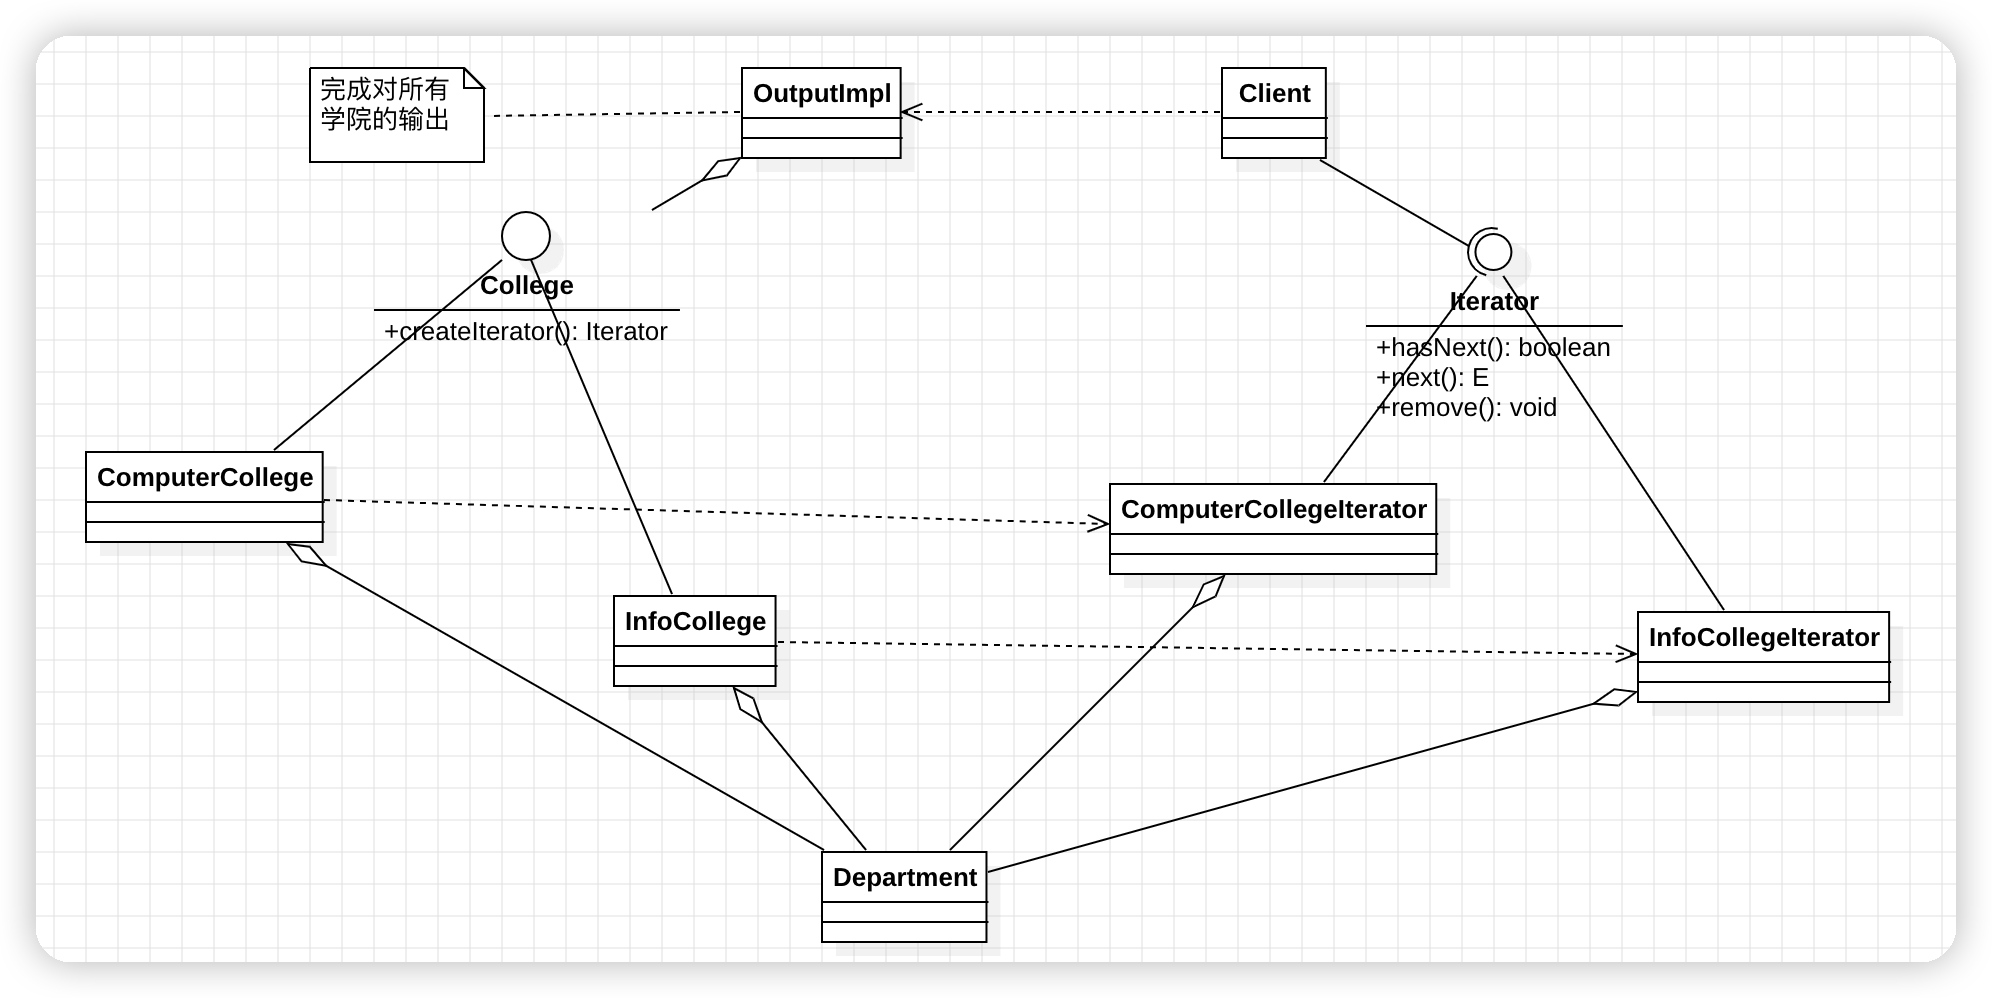 完成对所有
学院的输出
OutputImpl
Client
College
+createIterator(): Iterator
Iterator
+hasNext(): boolean
+next(): E
+remove(): void
ComputerCollege
ComputerCollegeIterator
InfoCollege
InfoCollegeIterator
Department